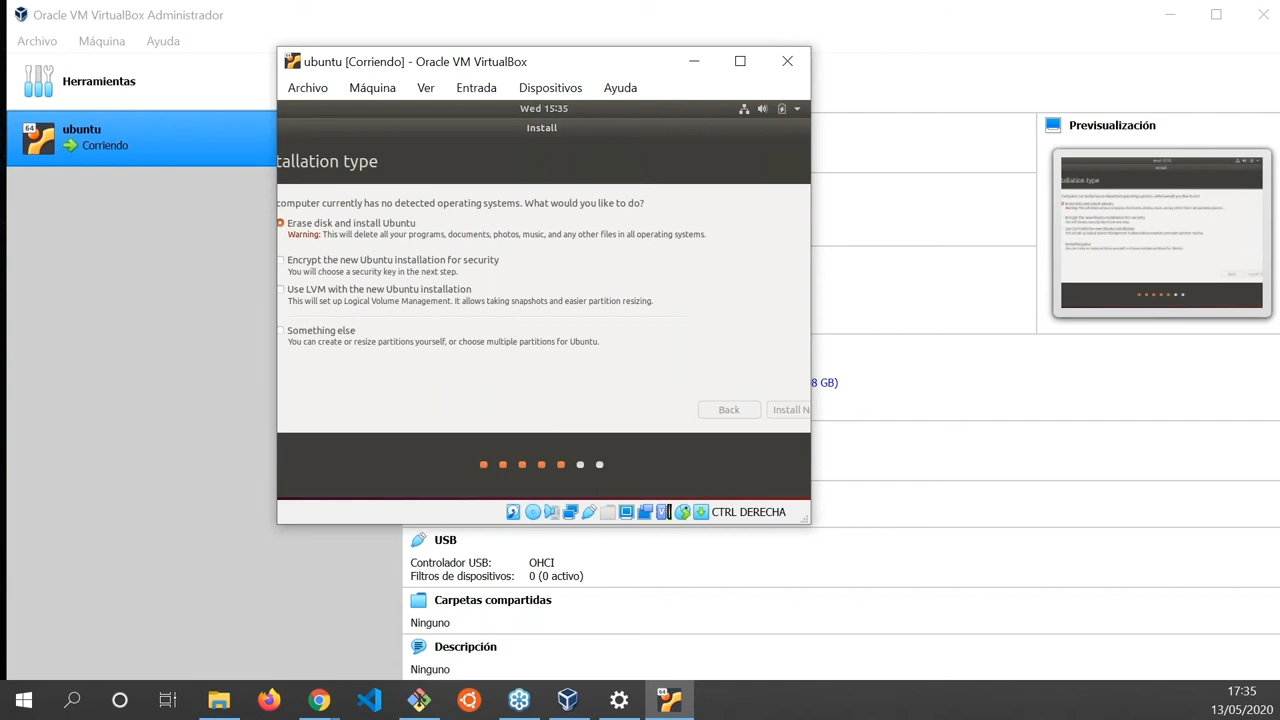 Oracle VM VirtualBox Administrador
Archivo Máquina Ayuda
Herramientas
ubuntu
Corriendo
64
ubuntu [Corriendo] - Oracle VM VirtualBox
Archivo Máquina Ver Entrada Dispositivos Ayuda
Wed 15:35
Install
tallation type
computer currently has no detected operating systems. What would you like to do?
Erase disk and install Ubuntu
Warning: This will delete all your programs, documents, photos, music, and any other files in all operating systems.
Encrypt the new Ubuntu installation for security
You will choose a security key in the next step.
Use LVM with the new Ubuntu installation
This will set up Logical Volume Management. It allows taking snapshots and easier partition resizing.
Something else
You can create or resize partitions yourself, or choose multiple partitions for Ubuntu.
Back Install N
CTRL DERECHA
Previsualización
8 GB)
USB
Controlador USB: OHCI
Filtros de dispositivos: 0 (0 activo)
Carpetas compartidas
Ninguno
Descripción
Ninguno
17:35
13/05/2020